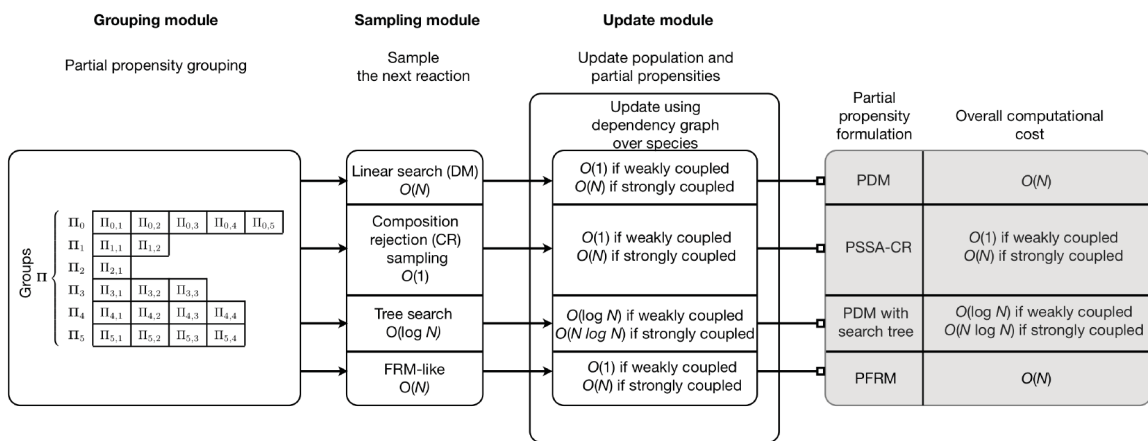 Grouping module
Sampling module
Update module
Partial propensity grouping
Sample
the next reaction
Update population and
partial propensities
Update using
dependency graph
over species
Partial
propensity
formulation
Overall computational
cost
Groups
Π
Π0 Π0,1 Π0,2 Π0,3 Π0,4 Π0,5
Π1 Π1,1 Π1,2
Π2 Π2,1
Π3 Π3,1 Π3,2 Π3,3
Π4 Π4,1 Π4,2 Π4,3 Π4,4
Π5 Π5,1 Π5,2 Π5,3 Π5,4
Linear search (DM)
O(N)
O(1) if weakly coupled
O(N) if strongly coupled
PDM
O(N)
Composition
rejection (CR)
sampling
O(1)
O(1) if weakly coupled
O(N) if strongly coupled
PSSA-CR
O(1) if weakly coupled
O(N) if strongly coupled
Tree search
O(log N)
O(log N) if weakly coupled
O(N log N) if strongly coupled
PDM with
search tree
O(log N) if weakly coupled
O(N log N) if strongly coupled
FRM-like
O(N)
O(1) if weakly coupled
O(N) if strongly coupled
PFRM
O(N)